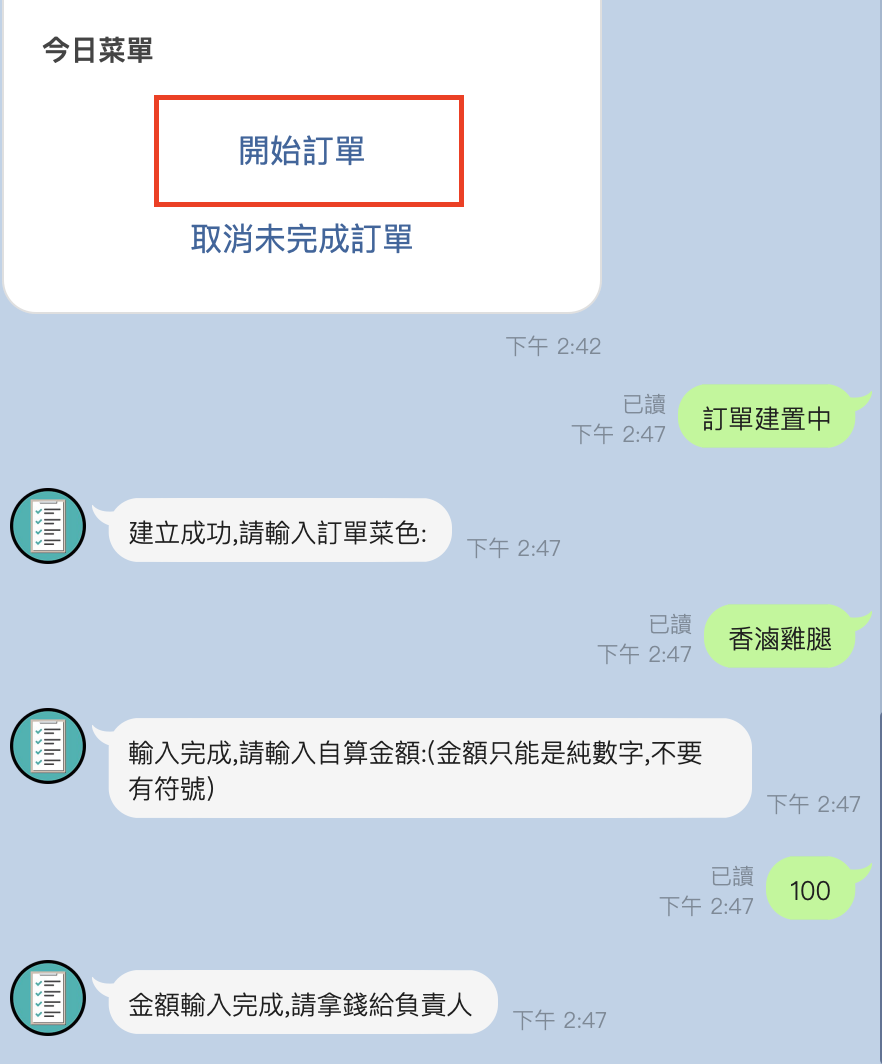 今日菜單
開始訂單
取消未完成訂單
下午 2:42
已讀
下午 2:47
訂單建置中
建立成功,請輸入訂單菜色:
下午 2:47
已讀
下午 2:47
香滷雞腿
輸入完成,請輸入自算金額:(金額只能是純數字,不要
有符號)
下午 2:47
已讀
下午 2:47
100
金額輸入完成,請拿錢給負責人
下午 2:47